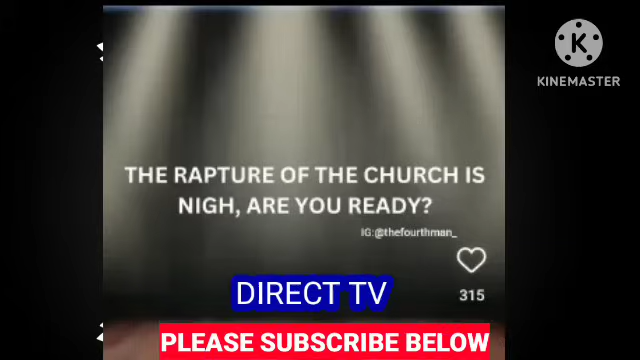 K
KINEMASTER
THE RAPTURE OF THE CHURCH IS
NIGH, ARE YOU READY?
IG:@thefourthman_
315
DIRECT TV
PLEASE SUBSCRIBE BELOW